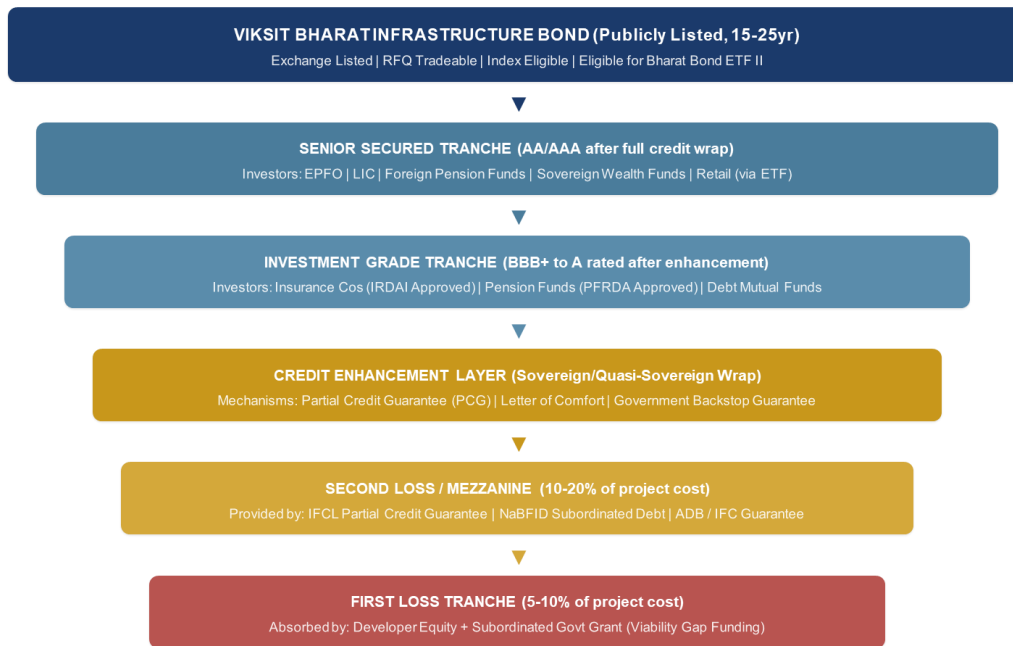 VIKSIT BHARAT INFRASTRUCTURE BOND (Publicly Listed, 15-25yr)
Exchange Listed | RFQ Tradeable | Index Eligible | Eligible for Bharat Bond ETF II
SENIOR SECURED TRANCHE (AA/AAA after full credit wrap)
Investors: EPFO | LIC | Foreign Pension Funds | Sovereign Wealth Funds | Retail (via ETF)
INVESTMENT GRADE TRANCHE (BBB+ to A rated after enhancement)
Investors: Insurance Cos (IRDAI Approved) | Pension Funds (PFRDA Approved) | Debt Mutual Funds
CREDIT ENHANCEMENT LAYER (Sovereign/Quasi-Sovereign Wrap)
Mechanisms: Partial Credit Guarantee (PCG) | Letter of Comfort | Government Backstop Guarantee
SECOND LOSS / MEZZANINE (10-20% of project cost)
Provided by: IFCL Partial Credit Guarantee | NaBFID Subordinated Debt | ADB / IFC Guarantee
FIRST LOSS TRANCHE (5-10% of project cost)
Absorbed by: Developer Equity + Subordinated Govt Grant (Viability Gap Funding)